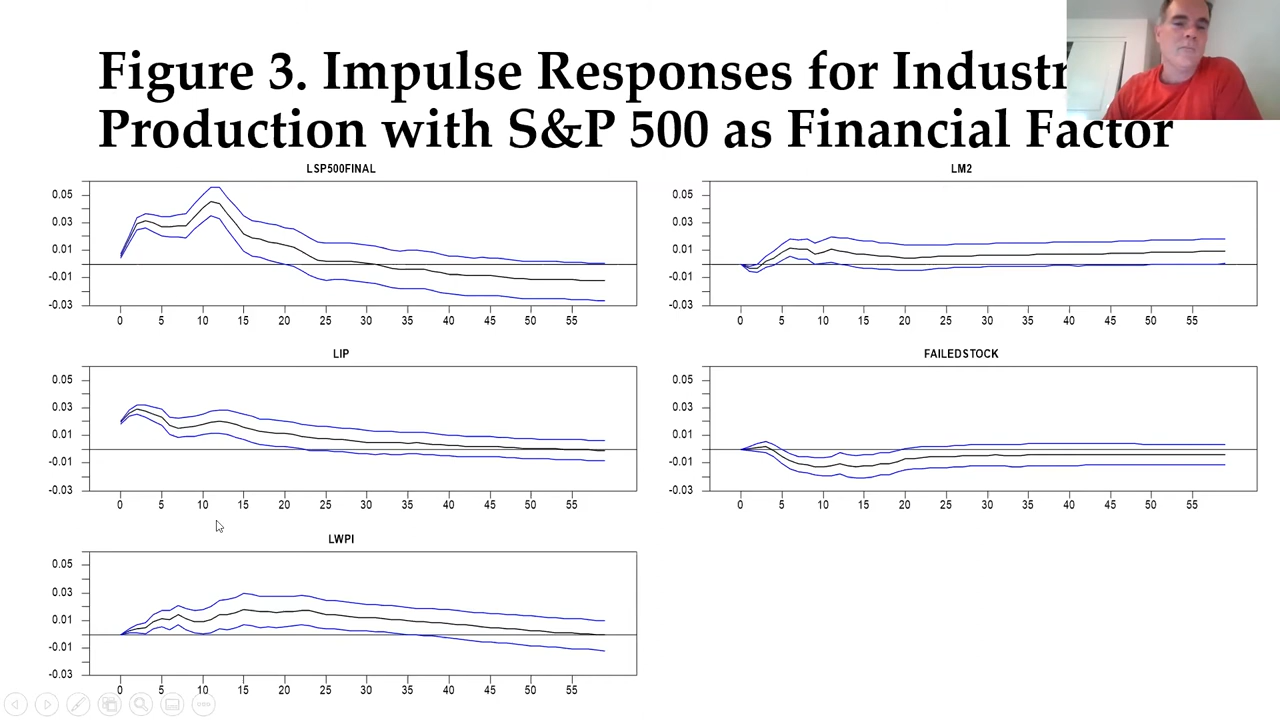 Figure 3. Impulse Responses for Industr
Production with S&P 500 as Financial Factor
LSP500FINAL
0.05
0.03
0.01
-0.01
-0.03
0 5 10 15 20 25 30 35 40 45 50 55
LM2
0.05
0.03
0.01
-0.01
-0.03
0 5 10 15 20 25 30 35 40 45 50 55
LIP
0.05
0.03
0.01
-0.01
-0.03
0 5 10 15 20 25 30 35 40 45 50 55
FAILEDSTOCK
0.05
0.03
0.01
-0.01
-0.03
0 5 10 15 20 25 30 35 40 45 50 55
LWPI
0.05
0.03
0.01
-0.01
-0.03
0 5 10 15 20 25 30 35 40 45 50 55